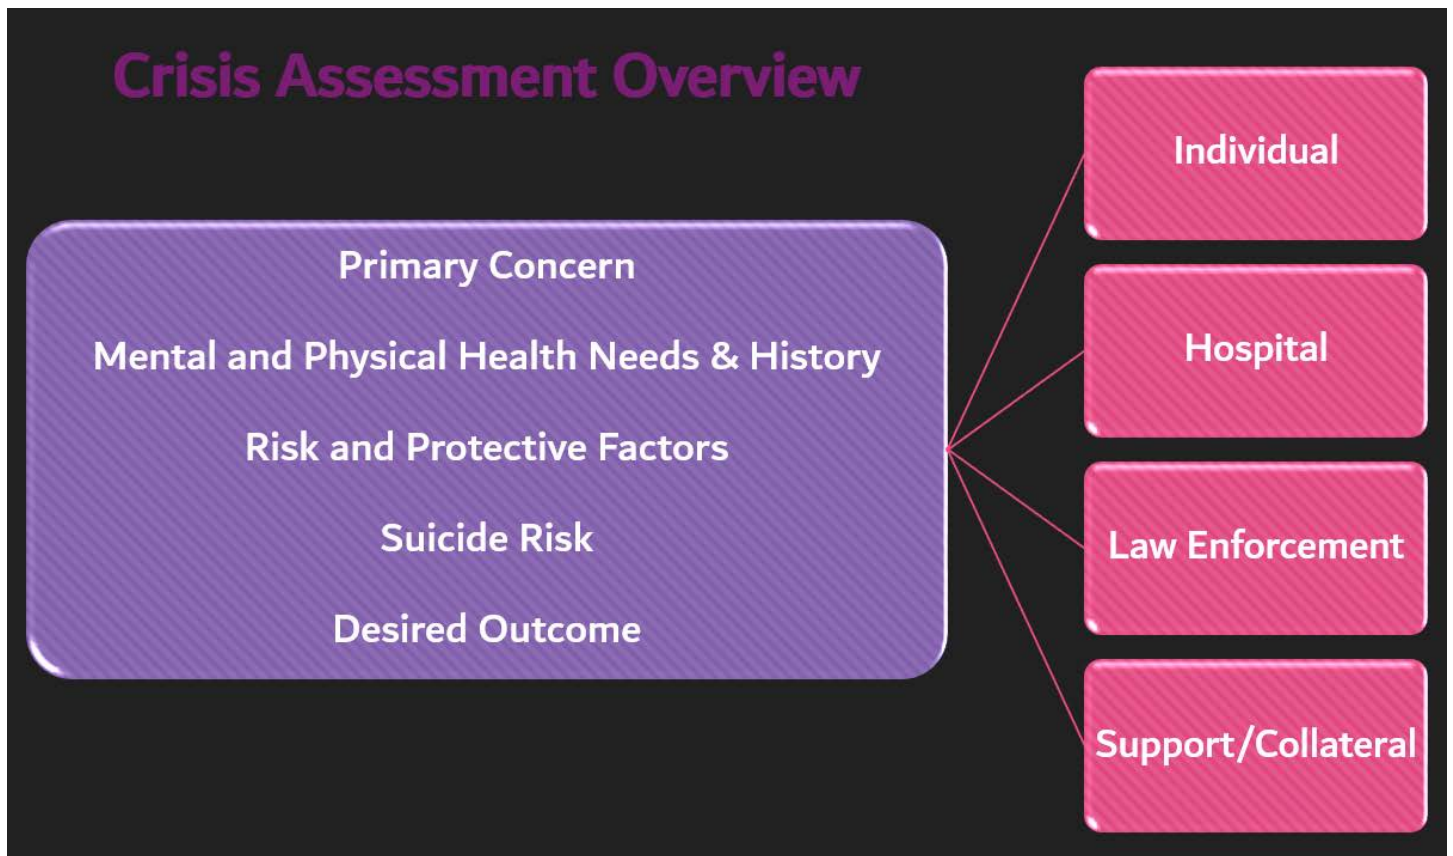 Crisis Assessment Overview
Primary Concern
Mental and Physical Health Needs & History
Risk and Protective Factors
Suicide Risk
Desired Outcome
Individual
Hospital
Law Enforcement
Support/Collateral